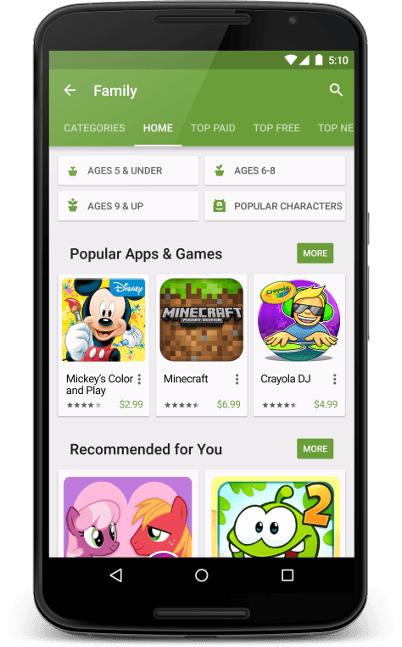 5:10
Family
CATEGORIES HOME TOP PAID TOP FREE TOP NE
AGES 5 & UNDER AGES 6-8
AGES 9 & UP POPULAR CHARACTERS
Popular Apps & Games MORE
Disney
MINECRAFT
POCKET EDITION
Crayola
Mickey's Color and Play
Minecraft
Crayola DJ
$2.99 $6.99 $4.99
Recommended for You MORE
2